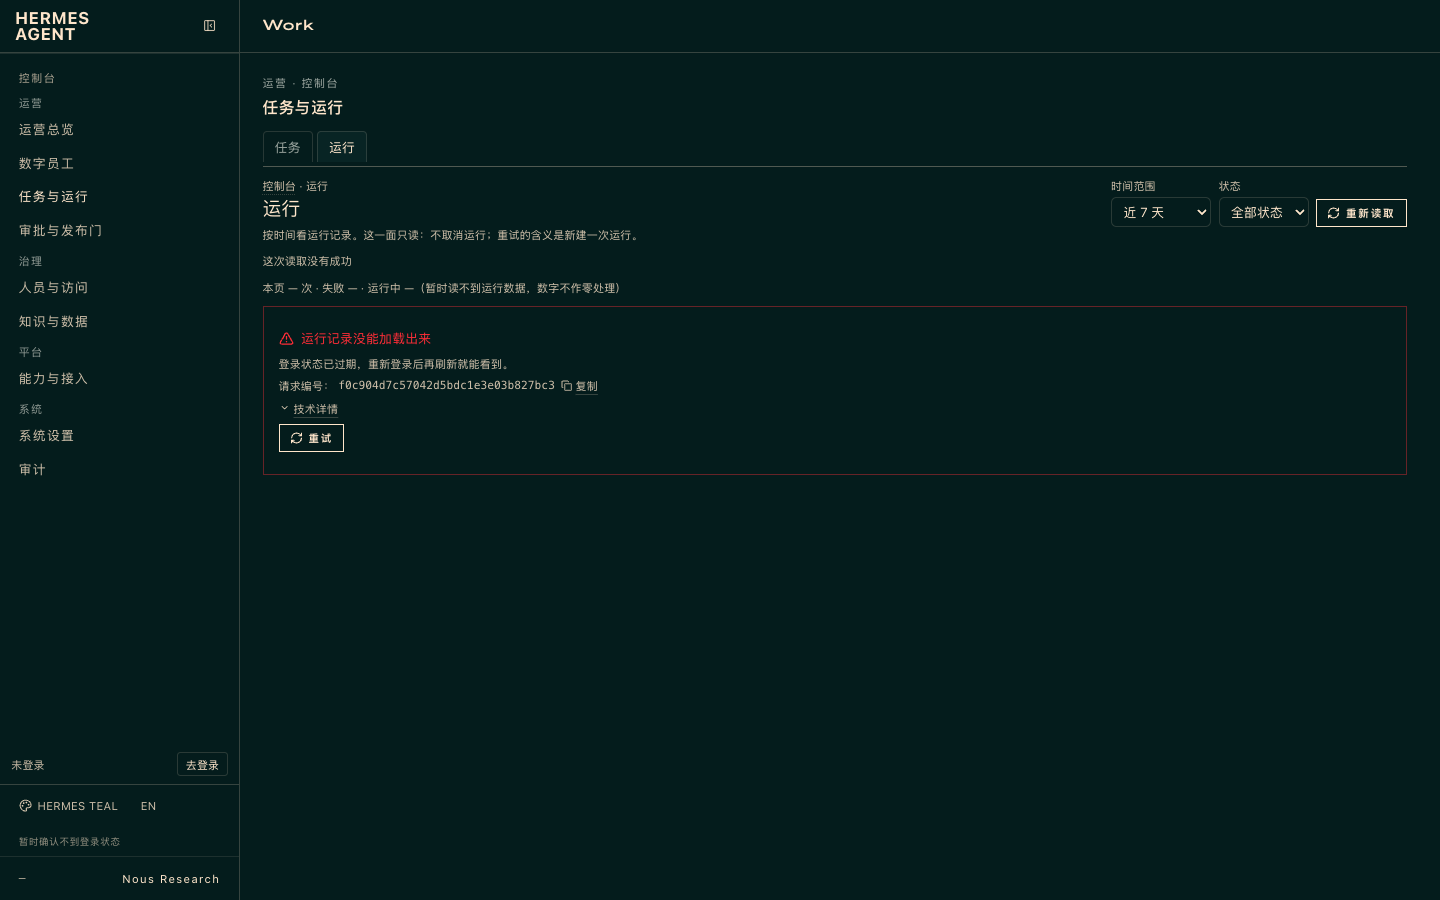 HERMES
AGENT
Work
控制台
运营
运营总览
数字员工
任务与运行
审批与发布门
治理
人员与访问
知识与数据
平台
能力与接入
系统
系统设置
审计
未登录
去登录
HERMES TEAL EN
暂时确认不到登录状态
— Nous Research
运营 · 控制台
任务与运行
任务 运行
控制台 · 运行
运行
时间范围 状态
近 7 天 全部状态 重新读取
按时间看运行记录。这一面只读：不取消运行；重试的含义是新建一次运行。
这次读取没有成功
本页 — 次 · 失败 — · 运行中 —（暂时读不到运行数据，数字不作零处理）
运行记录没能加载出来
登录状态已过期，重新登录后再刷新就能看到。
请求编号： f0c904d7c57042d5bdc1e3e03b827bc3 复制
技术详情
重试